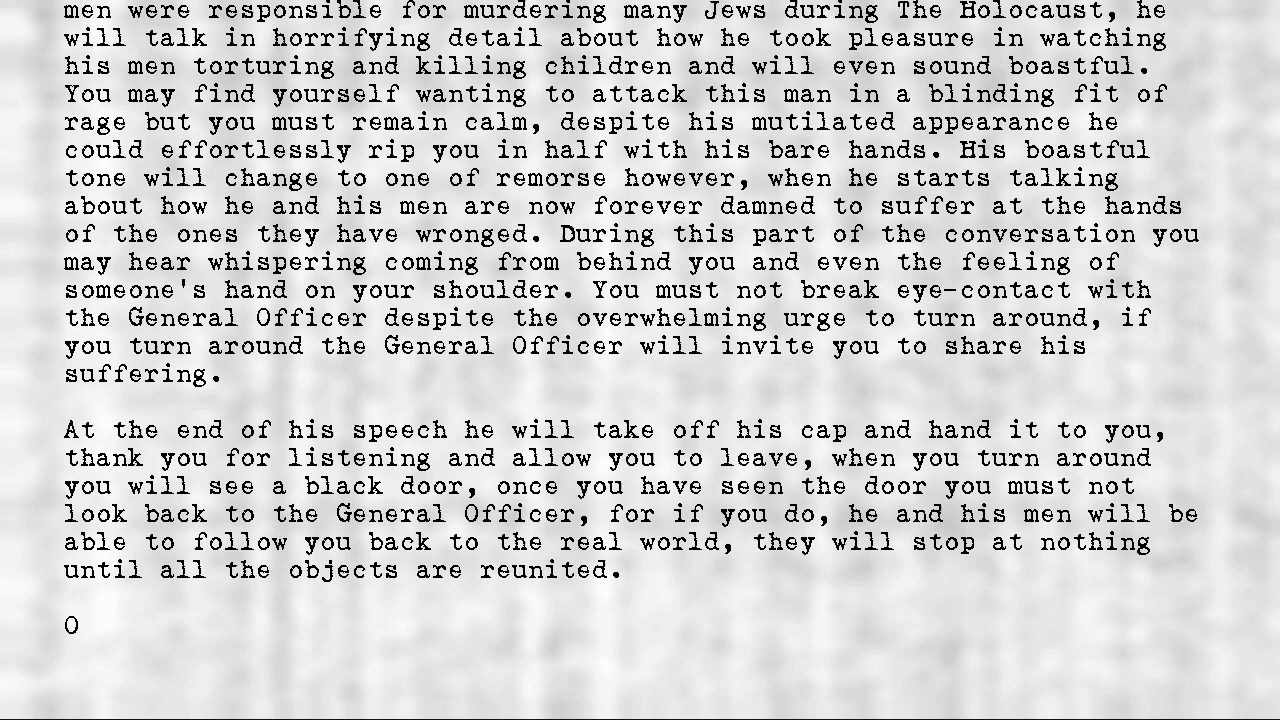 men were responsible for murdering many Jews during The Holocaust, he
will talk in horrifying detail about how he took pleasure in watching
his men torturing and killing children and will even sound boastful.
You may find yourself wanting to attack this man in a blinding fit of
rage but you must remain calm, despite his mutilated appearance he
could effortlessly rip you in half with his bare hands. His boastful
tone will change to one of remorse however, when he starts talking
about how he and his men are now forever damned to suffer at the hands
of the ones they have wronged. During this part of the conversation you
may hear whispering coming from behind you and even the feeling of
someone's hand on your shoulder. You must not break eye-contact with
the General Officer despite the overwhelming urge to turn around, if
you turn around the General Officer will invite you to share his
suffering.
At the end of his speech he will take off his cap and hand it to you,
thank you for listening and allow you to leave, when you turn around
you will see a black door, once you have seen the door you must not
look back to the General Officer, for if you do, he and his men will be
able to follow you back to the real world, they will stop at nothing
until all the objects are reunited.
O